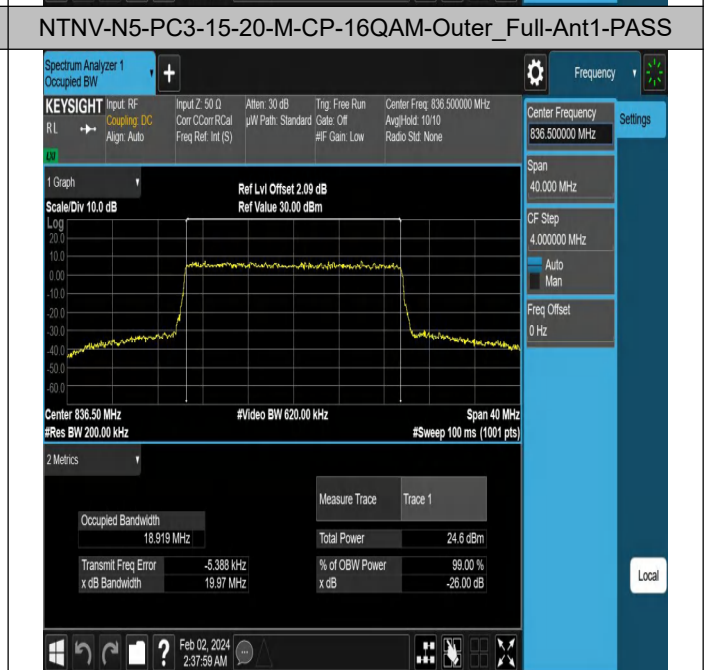 NTNV-N5-PC3-15-20-M-CP-16QAM-Outer_Full-Ant1-PASS
Spectrum Analyzer 1
Occupied BW
+
Frequency
KEYSIGHT Input: RF Input Z: 50 Ω Atten: 30 dB Trig: Free Run Center Freq: 836.500000 MHz
RL Coupling: DC Corr CCorr RCal µW Path: Standard Gate: Off Avg|Hold: 10/10
Align: Auto Freq Ref: Int (S) #IF Gain: Low Radio Std: None
LXI
Center Frequency
836.500000 MHz
Settings
Span
40.000 MHz
CF Step
4.000000 MHz
Auto
Man
Freq Offset
0 Hz
1 Graph
Ref Lvl Offset 2.09 dB
Scale/Div 10.0 dB Ref Value 30.00 dBm
Log
20.0
10.0
0.00
-10.0
-20.0
-30.0
-40.0
-50.0
-60.0
Center 836.50 MHz #Video BW 620.00 kHz Span 40 MHz
#Res BW 200.00 kHz #Sweep 100 ms (1001 pts)
2 Metrics
Measure Trace Trace 1
Occupied Bandwidth
18.919 MHz Total Power 24.6 dBm
Transmit Freq Error -5.388 kHz % of OBW Power 99.00 %
x dB Bandwidth 19.97 MHz x dB -26.00 dB
Local
? Feb 02, 2024
2:37:59 AM